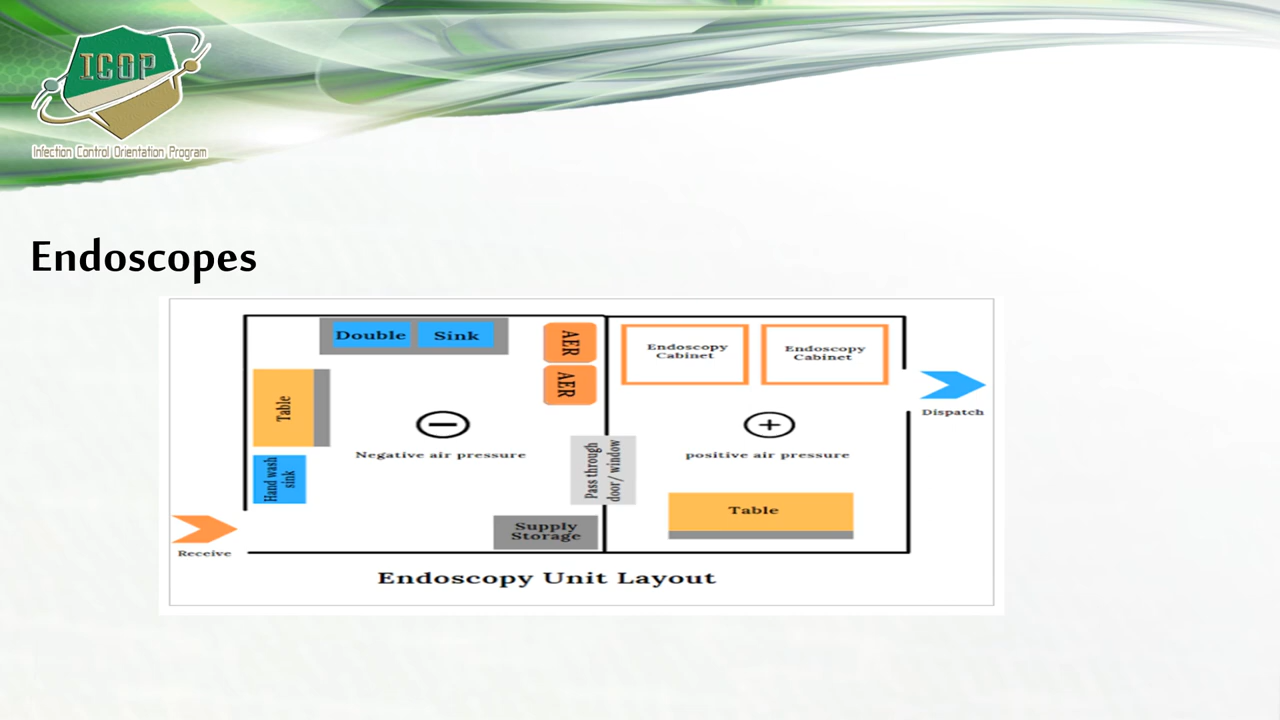 ICOP
Infection Control Orientation Program
Endoscopes
Double Sink
AER
AER
Table
Hand wash
sink
Negative air pressure
Supply
Storage
Receive
Pass through
door/ window
Endoscopy
Cabinet
Endoscopy
Cabinet
positive air pressure
Table
Dispatch
Endoscopy Unit Layout